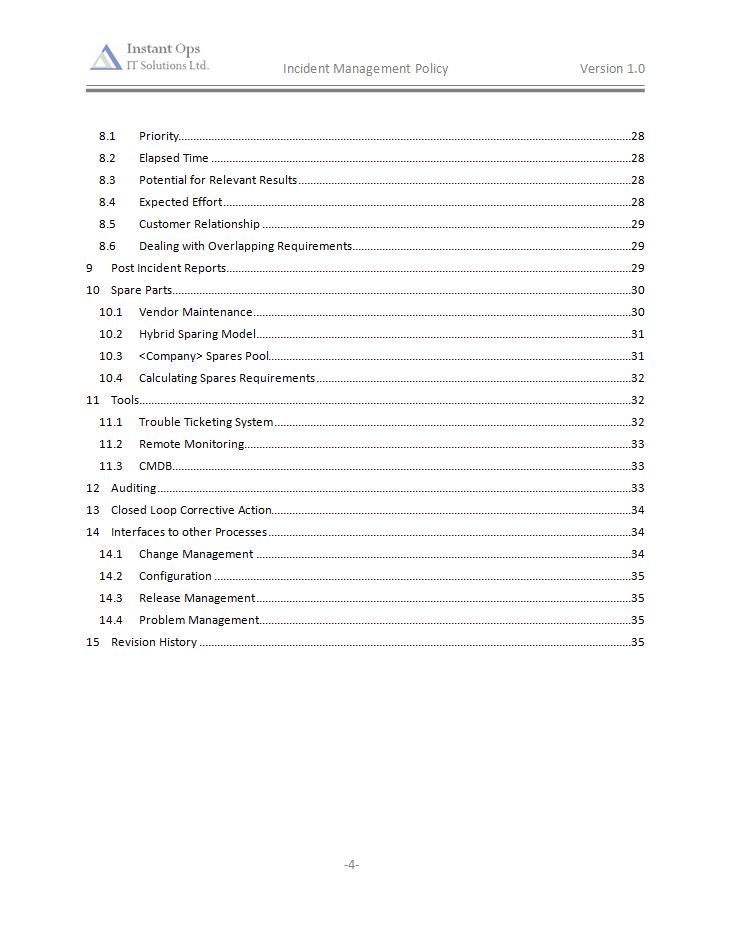 Instant Ops
IT Solutions Ltd.
Incident Management Policy Version 1.0
8.1 Priority........................................28
8.2 Elapsed Time ........................................28
8.3 Potential for Relevant Results........................................28
8.4 Expected Effort........................................28
8.5 Customer Relationship ........................................29
8.6 Dealing with Overlapping Requirements........................................29
9 Post Incident Reports........................................29
10 Spare Parts........................................30
10.1 Vendor Maintenance........................................30
10.2 Hybrid Sparing Model........................................31
10.3 <Company> Spares Pool........................................31
10.4 Calculating Spares Requirements........................................32
11 Tools........................................32
11.1 Trouble Ticketing System........................................32
11.2 Remote Monitoring........................................33
11.3 CMDB........................................33
12 Auditing........................................33
13 Closed Loop Corrective Action........................................34
14 Interfaces to other Processes........................................34
14.1 Change Management ........................................34
14.2 Configuration ........................................35
14.3 Release Management........................................35
14.4 Problem Management........................................35
15 Revision History ........................................35
-4-